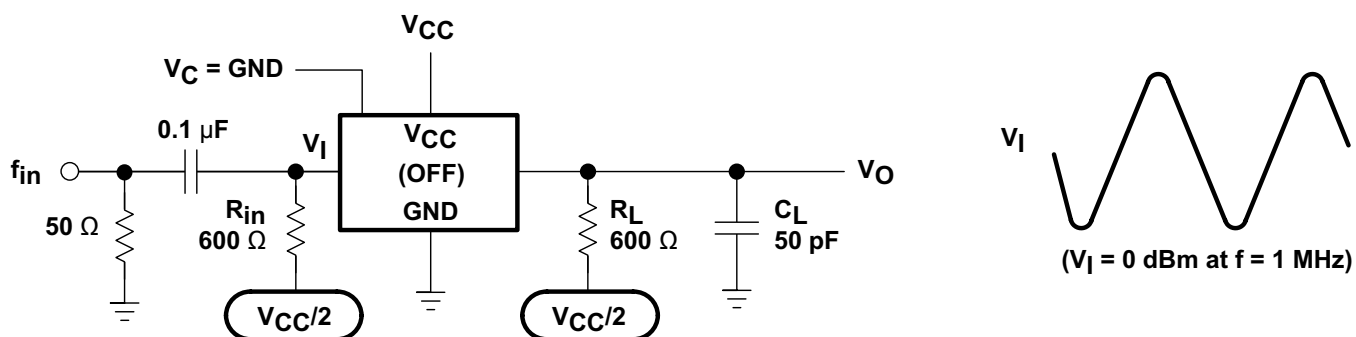 VCC
VC = GND
0.1 µF
VI
VCC
(OFF)
GND
fin
VO
50 Ω
Rin
600 Ω
RL
600 Ω
CL
50 pF
VCC/2
VCC/2
VI
(VI = 0 dBm at f = 1 MHz)